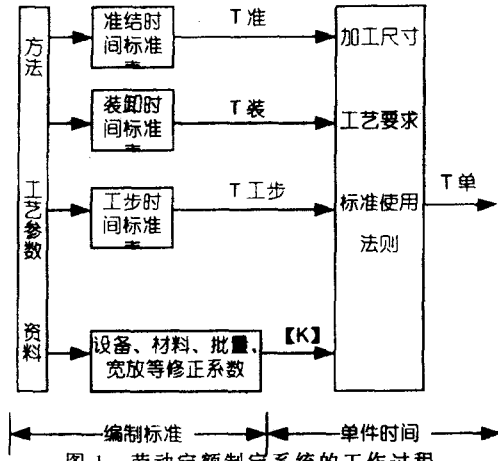 方法
工艺参数
资料
准结时
间标准
装卸时
间标准
工步时
间标准
设备、材料、批量、
宽放等修正系数
T准
T装
T工步
【K】
加工尺寸
工艺要求
标准使用
法则
T单
编制标准
单件时间
图1 劳动定额制定系统的工作过程